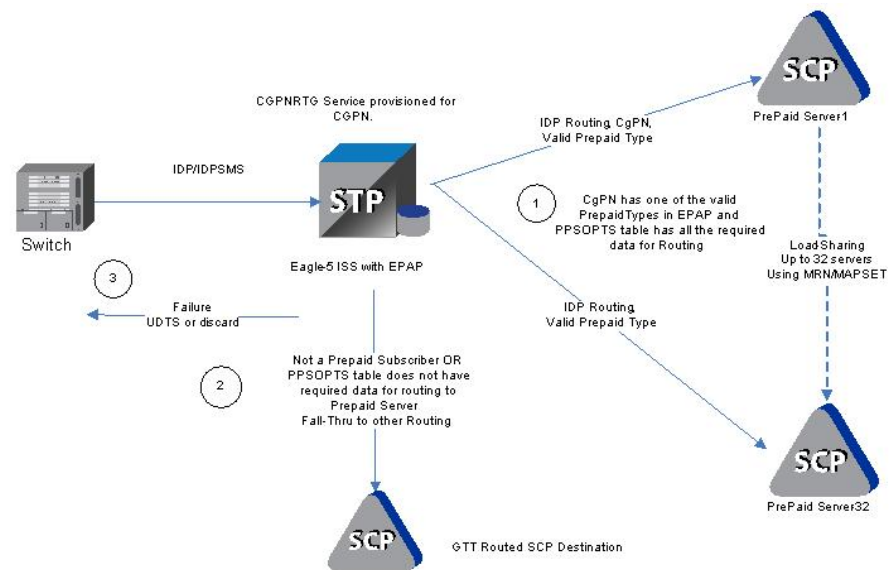 SCP
PrePaid Server1
CGPNRTG Service provisioned for
CGPN.
IDP Routing, CgPN,
Valid Prepaid Type
IDP/IDPSMS
STP
Switch
Eagle-5 ISS with EPAP
1
CgPN has one of the valid
PrepaidTypes in EPAP and
PPSOPTS table has all the required
data for Routing
Load Sharing
Up to 32 servers
Using MRN/MAPSET
3
Failure
UDTS or discard
IDP Routing,
Valid Prepaid Type
2
Not a Prepaid Subscriber OR
PPSOPTS table does not have
required data for routing to
Prepaid Server
Fall-Thru to other Routing
SCP
PrePaid Server32
SCP
GTT Routed SCP Destination